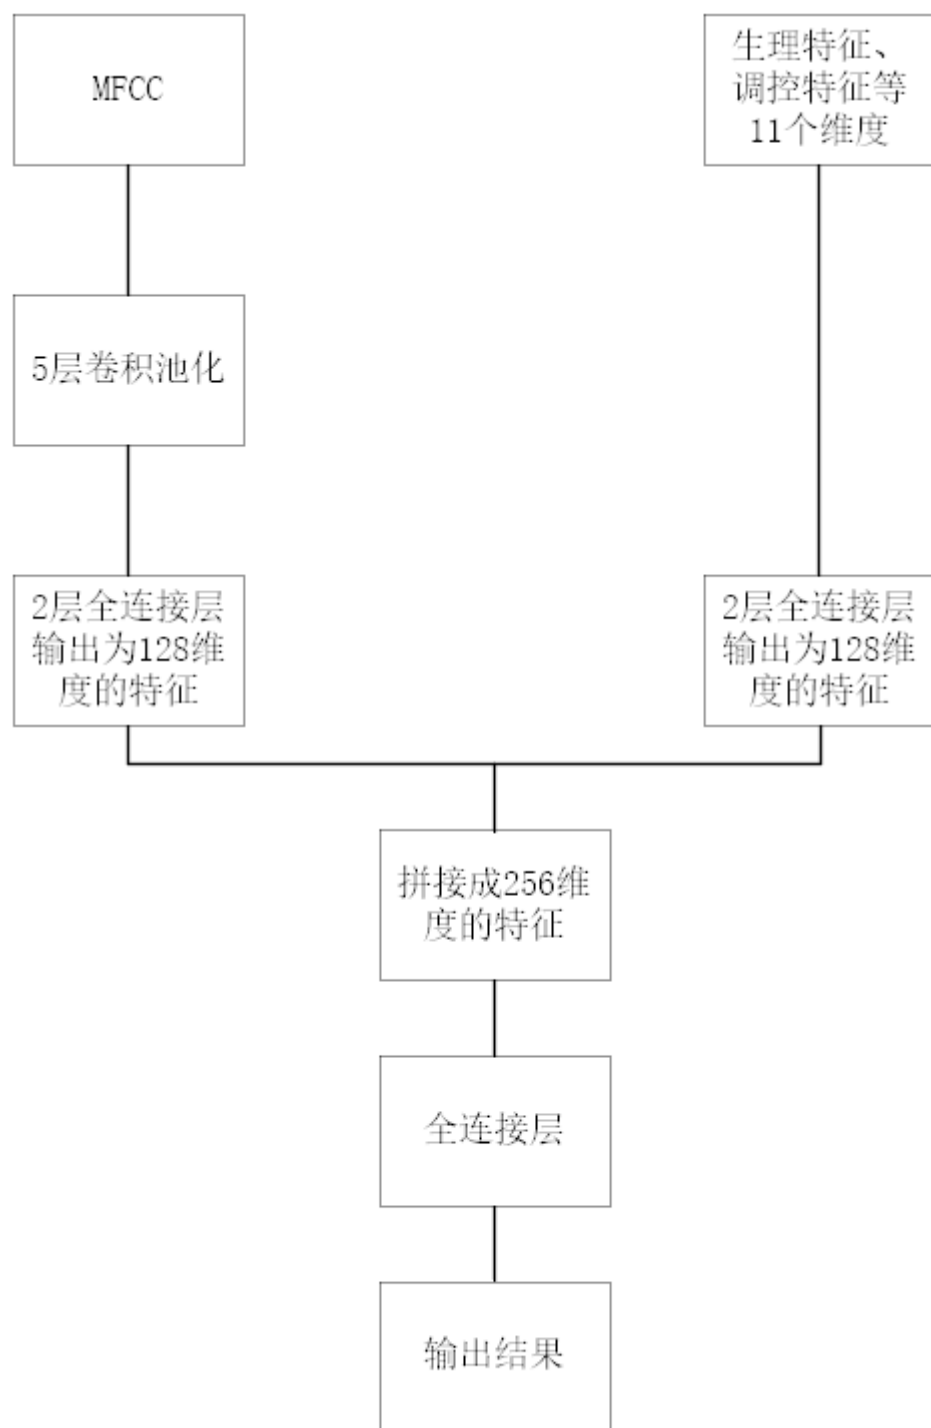 MFCC
生理特征、
调控特征等
11个维度
5层卷积池化
2层全连接层
输出为128维
度的特征
2层全连接层
输出为128维
度的特征
拼接成256维
度的特征
全连接层
输出结果